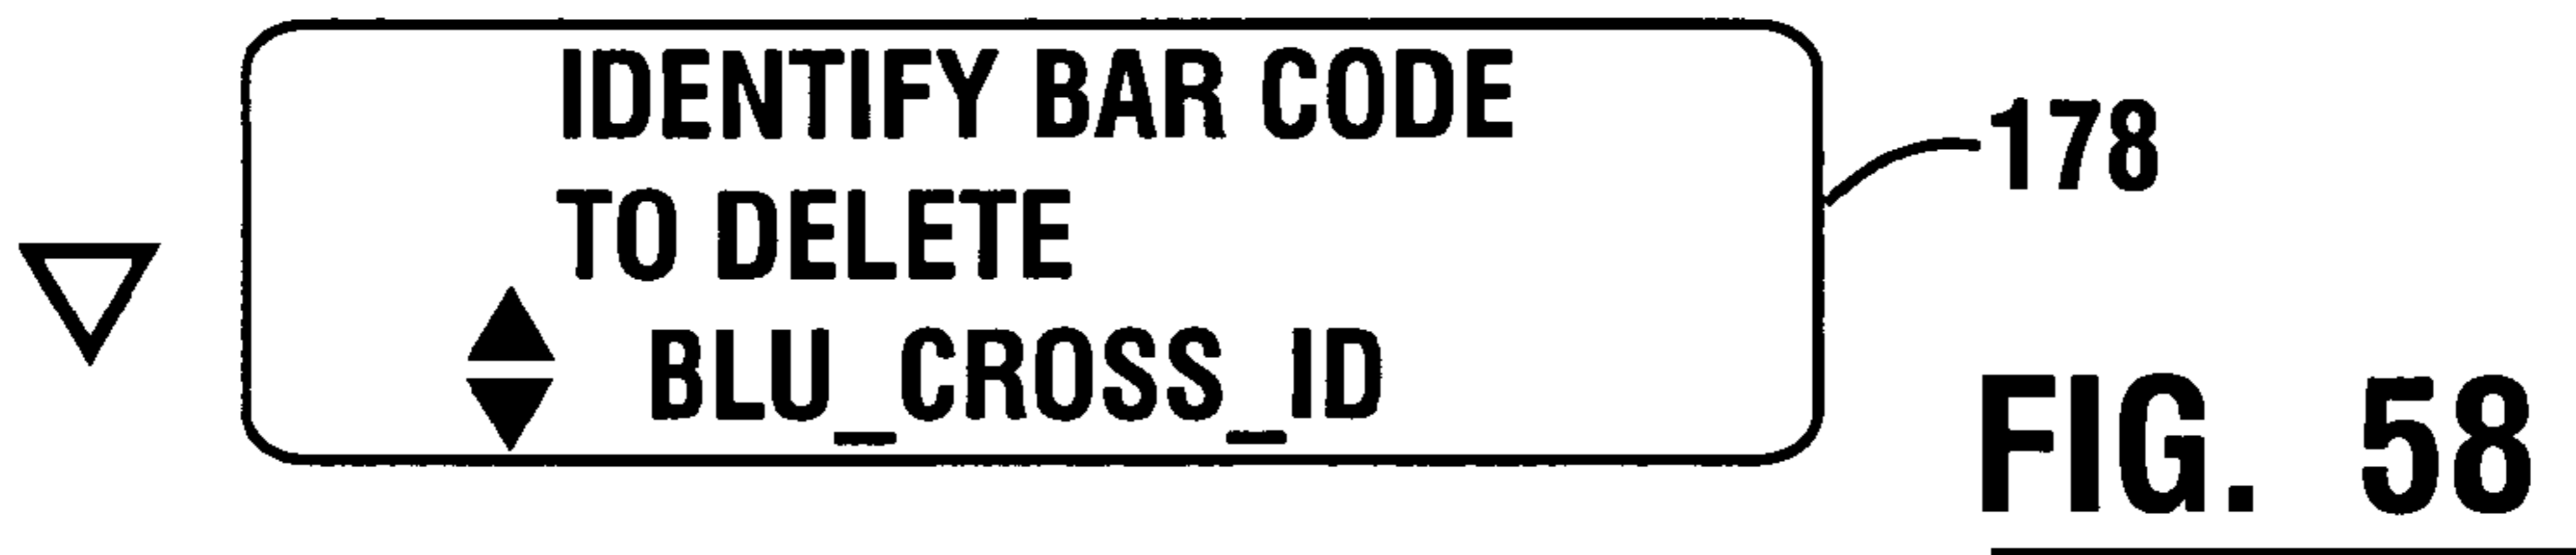 IDENTIFY BAR CODE
TO DELETE
BLU_CROSS_ID
178
FIG. 58